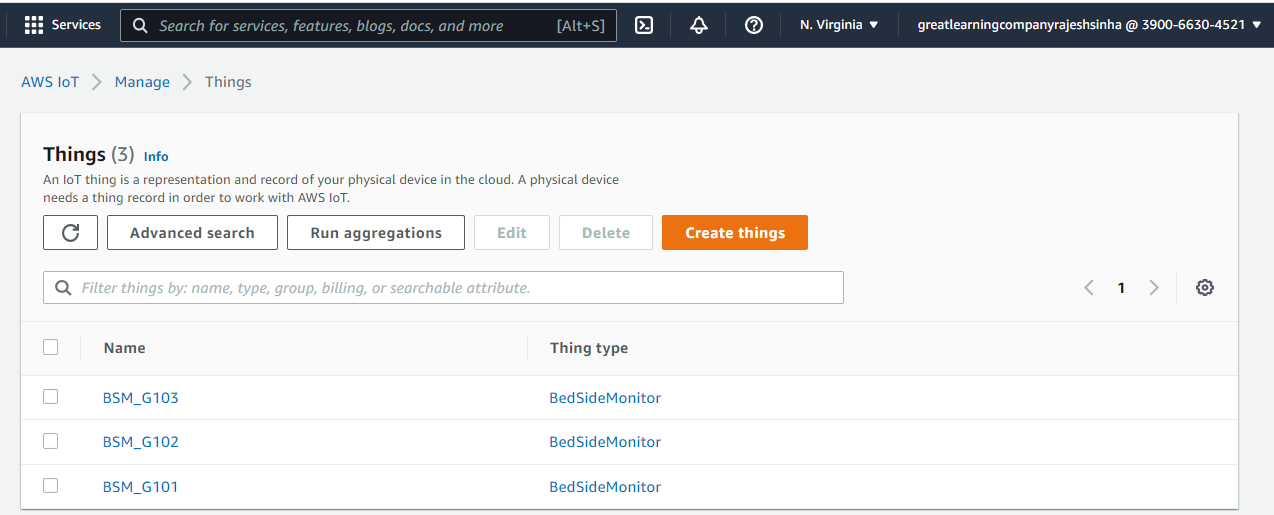 Services Search for services, features, blogs, docs, and more [Alt+S] N. Virginia greatlearningcompanyrajeshsinha @ 3900-6630-4521
AWS IoT Manage Things
Things (3) Info
An IoT thing is a representation and record of your physical device in the cloud. A physical device
needs a thing record in order to work with AWS IoT.
Advanced search Run aggregations Edit Delete Create things
Filter things by: name, type, group, billing, or searchable attribute. 1
Name Thing type
BSM_G103 BedSideMonitor
BSM_G102 BedSideMonitor
BSM_G101 BedSideMonitor